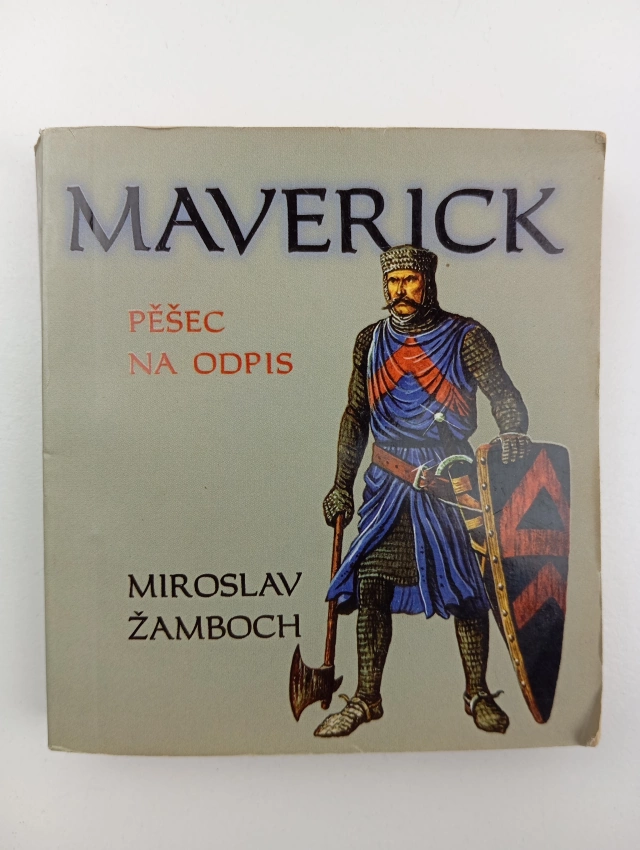 MAVERICK
PĚŠEC
NA ODPIS
MIROSLAV
ŽAMBOCH